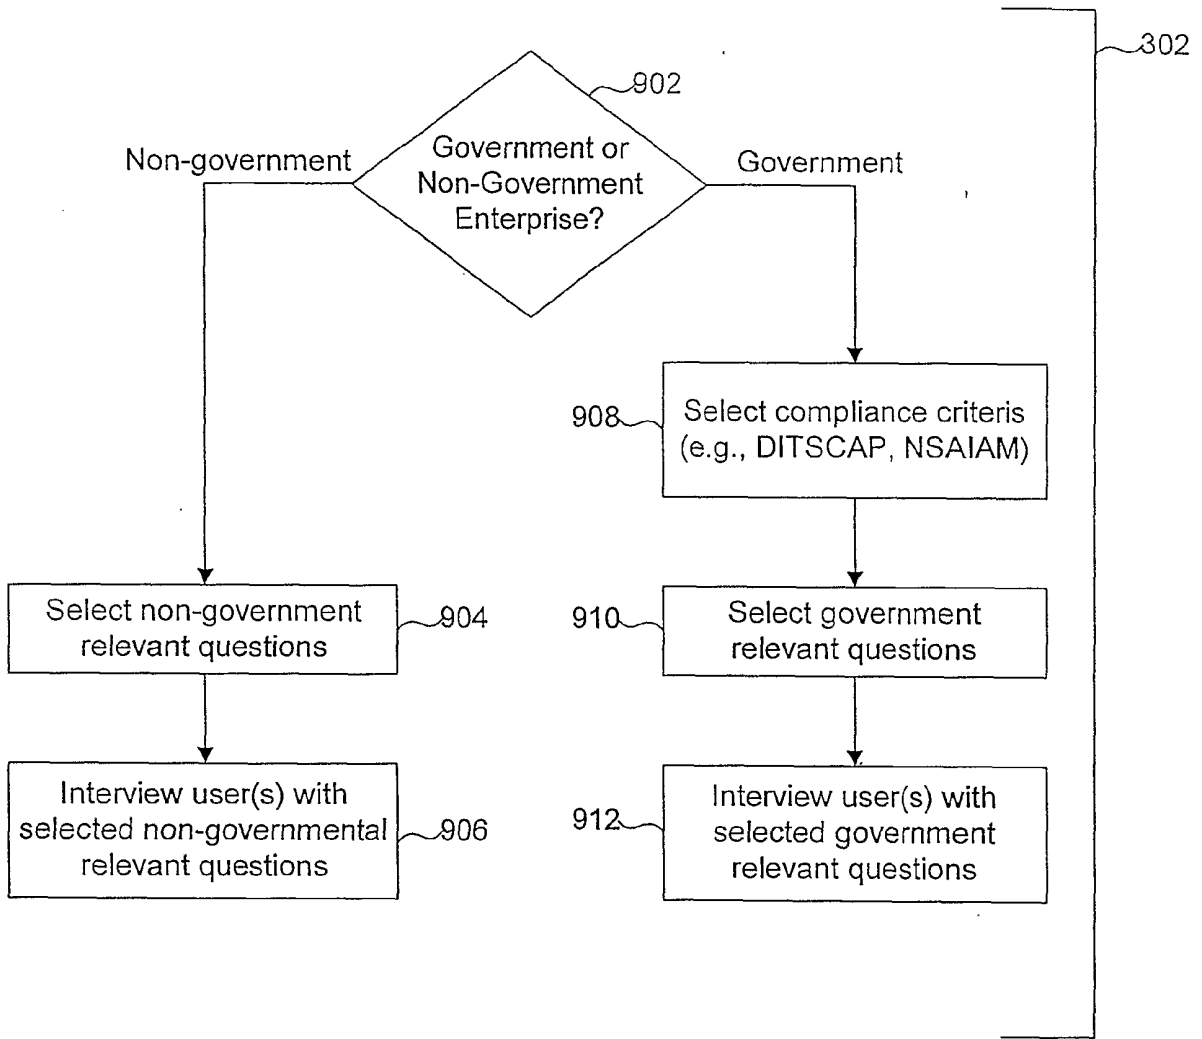 302
902
Non-government
Government or
Non-Government
Enterprise?
Government
908
Select compliance criteris
(e.g., DITSCAP, NSAIAM)
Select non-government
relevant questions
904
910
Select government
relevant questions
Interview user(s) with
selected non-governmental
relevant questions
906
912
Interview user(s) with
selected government
relevant questions